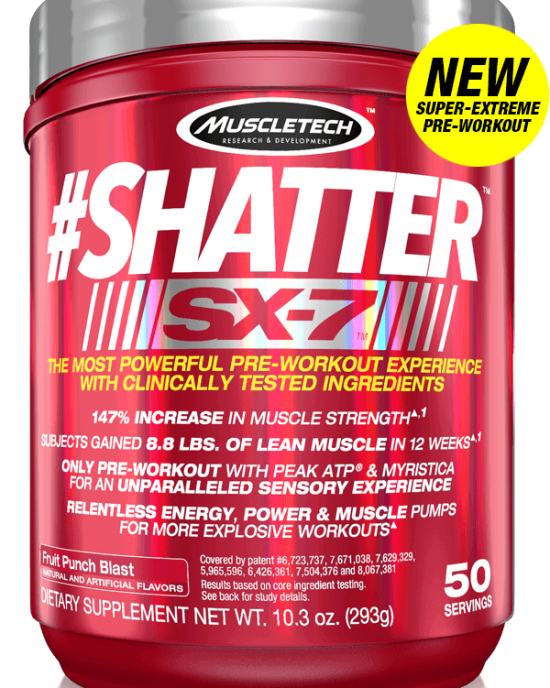 NEW
SUPER-EXTREME
PRE-WORKOUT
MUSCLETECH™
RESEARCH & DEVELOPMENT
#SHATTER™
SX-7™
THE MOST POWERFUL PRE-WORKOUT EXPERIENCE
WITH CLINICALLY TESTED INGREDIENTS
147% INCREASE IN MUSCLE STRENGTH▲,1
SUBJECTS GAINED 8.8 LBS. OF LEAN MUSCLE IN 12 WEEKS▲,1
ONLY PRE-WORKOUT WITH PEAK ATP® & MYRISTICA
FOR AN UNPARALLELED SENSORY EXPERIENCE
RELENTLESS ENERGY, POWER & MUSCLE PUMPS
FOR MORE EXPLOSIVE WORKOUTS▲
Fruit Punch Blast
NATURAL AND ARTIFICIAL FLAVORS
Covered by patent #6,723,737, 7,671,038, 7,629,329,
5,965,596, 6,426,361, 7,504,376 and 8,067,381
Results based on core ingredient testing.
See back for study details.
50
SERVINGS
DIETARY SUPPLEMENT NET WT. 10.3 oz. (293g)